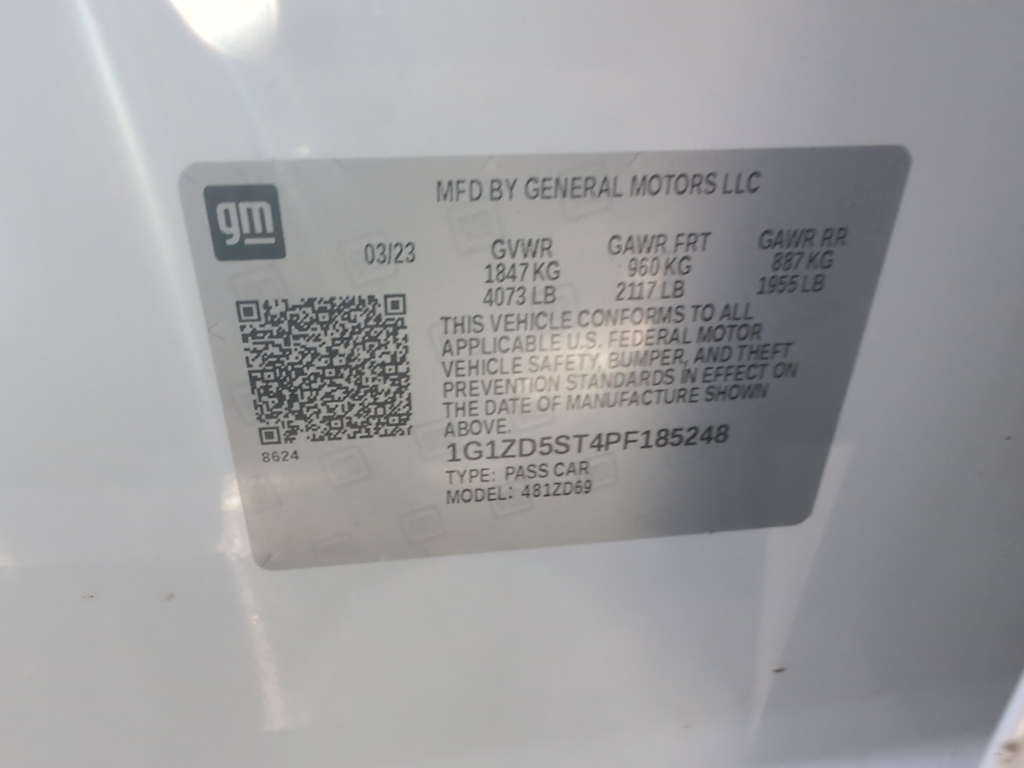 gm
MFD BY GENERAL MOTORS LLC
03/23
GVWR GAWR FRT GAWR RR
1847 KG 960 KG 887 KG
4073 LB 2117 LB 1955 LB
THIS VEHICLE CONFORMS TO ALL
APPLICABLE U.S. FEDERAL MOTOR
VEHICLE SAFETY, BUMPER, AND THEFT
PREVENTION STANDARDS IN EFFECT ON
THE DATE OF MANUFACTURE SHOWN
ABOVE.
8624
1G1ZD5ST4PF185248
TYPE: PASS CAR
MODEL: 481ZD69